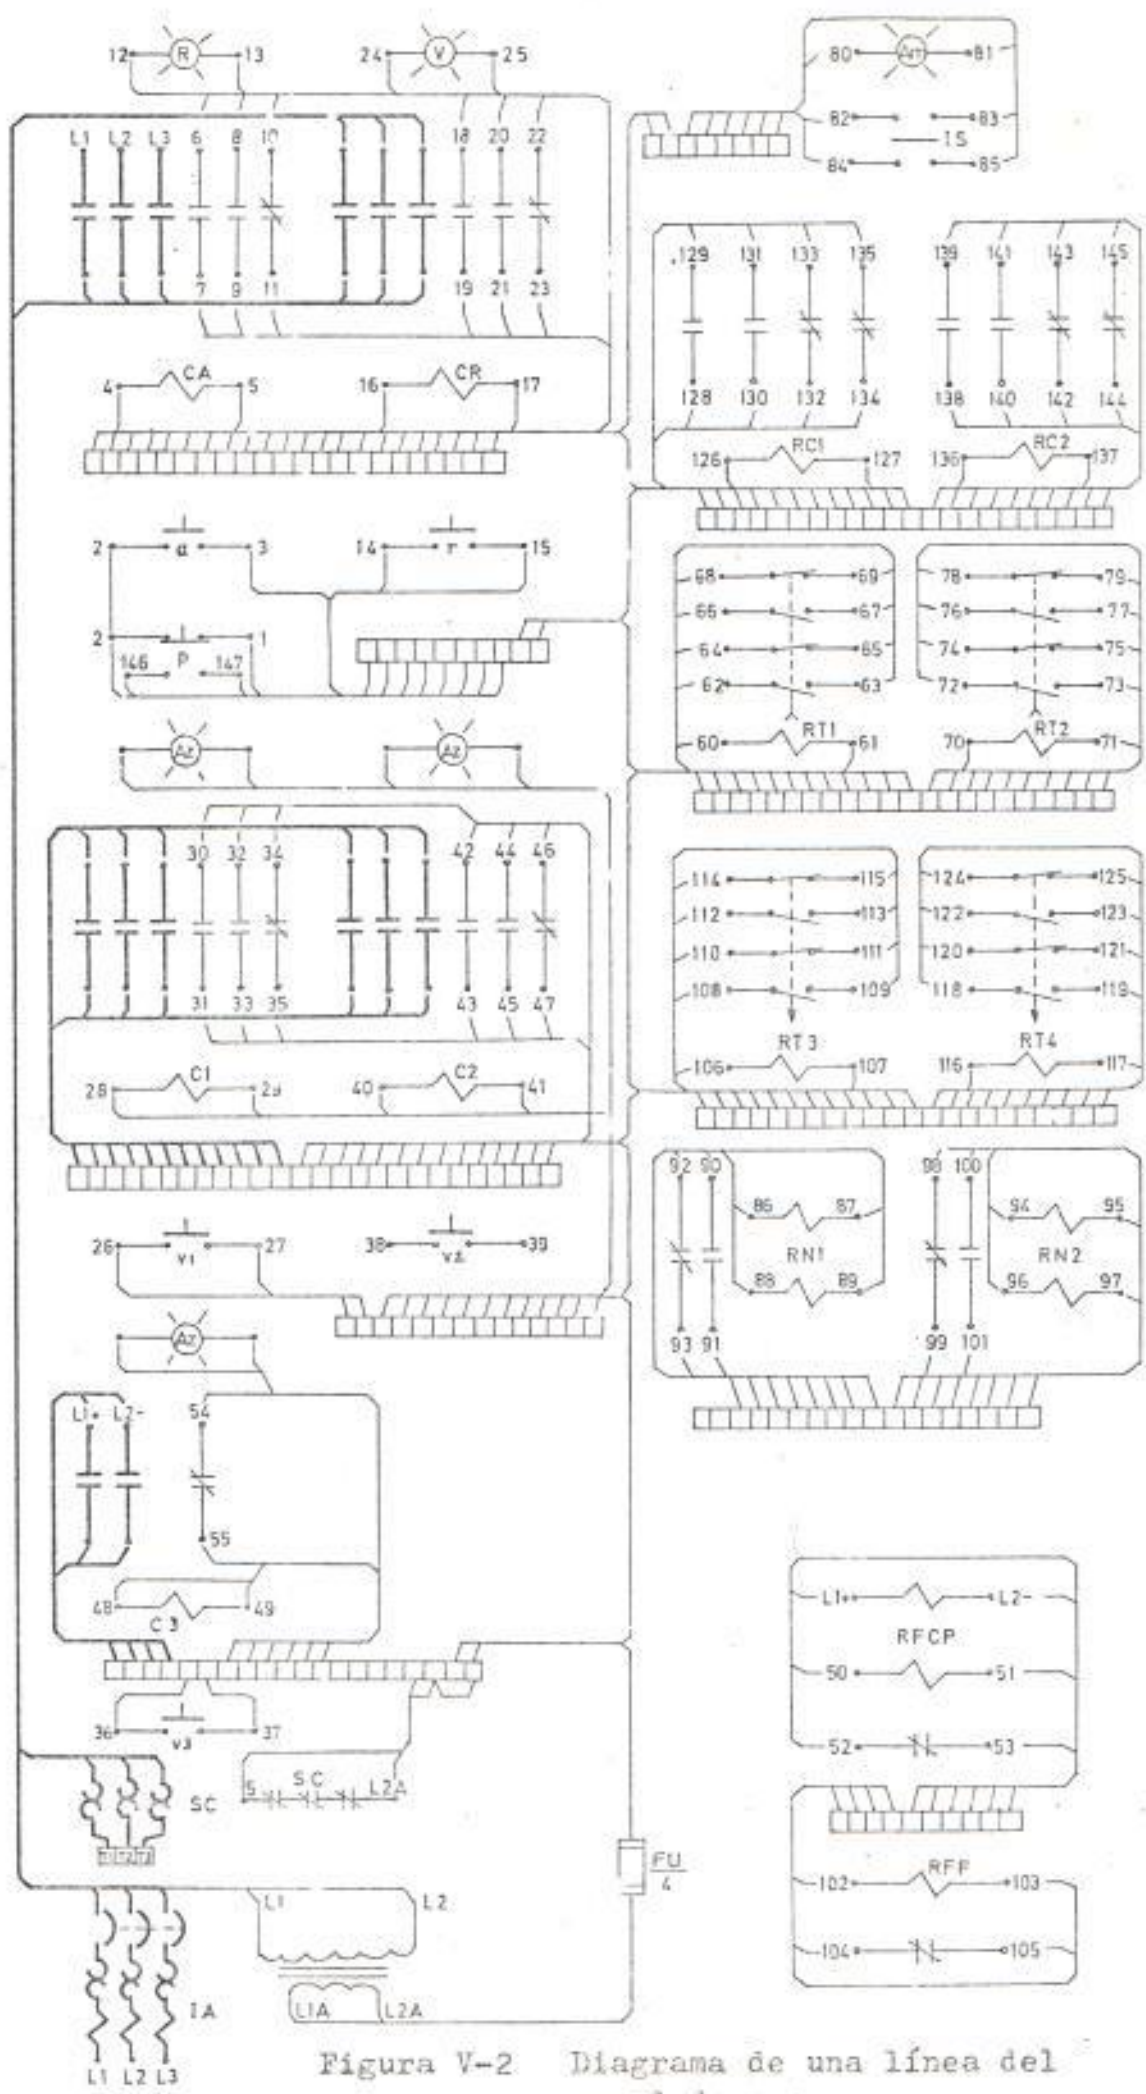 12 R 13 24 V 25 80 Am 81
L1 L2 L3 6 8 10 18 20 22 82 83
IS
84 85
7 9 11 19 21 23
129 131 133 135 139 141 143 145
4 CA 5 16 CR 17
128 130 132 134 138 140 142 144
126 RC1 127 136 RC2 137
2 a 3 14 r 15
68 69 78 79
66 67 76 77
2 1
146 P 147
64 65 74 75
62 63 72 73
60 RT1 61 70 RT2 71
Az Az
30 32 34 42 44 46
114 115 124 125
112 113 122 123
110 111 120 121
31 33 35 43 45 47
108 109 118 119
RT3 RT4
106 107 116 117
28 C1 29 40 C2 41
92 90 98 100
86 87 94 95
26 v1 27 38 v2 39
RN1 RN2
88 89 96 97
93 91 99 101
Az
L1+ L2- 54
55
48 C3 49
L1+ L2-
RFCP
50 51
36 v3 37
52 53
SC
5 SC L2A
T1 T2 T3
FU
4
RFF
102 103
L1 L2
104 105
IA
L1A L2A
L1 L2 L3
Figura V-2 Diagrama de una línea del